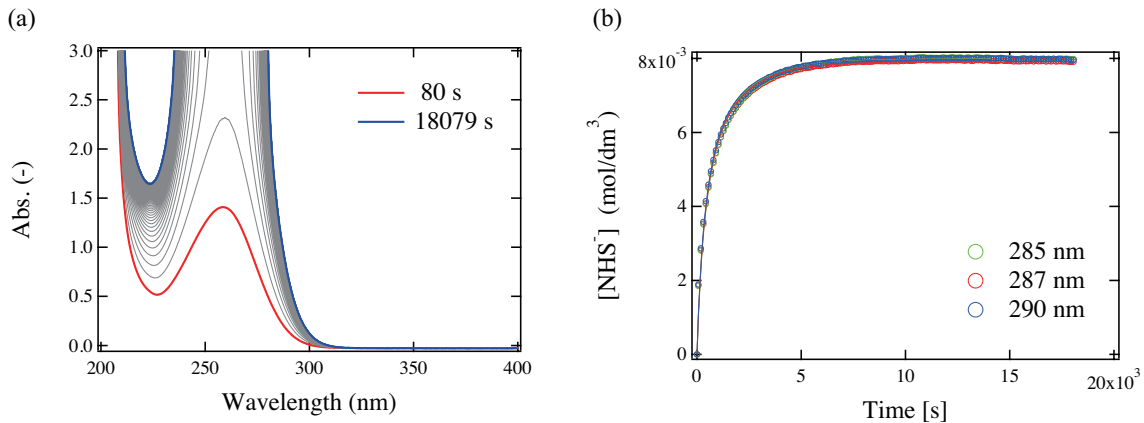 (a)
3.0
2.5
2.0
1.5
1.0
0.5
0.0
Abs. (-)
80 s
18079 s
200
250
300
350
400
Wavelength (nm)
(b)
8x10⁻³
6
4
2
0
[NHS⁻] (mol/dm³)
285 nm
287 nm
290 nm
0
5
10
15
20x10³
Time [s]